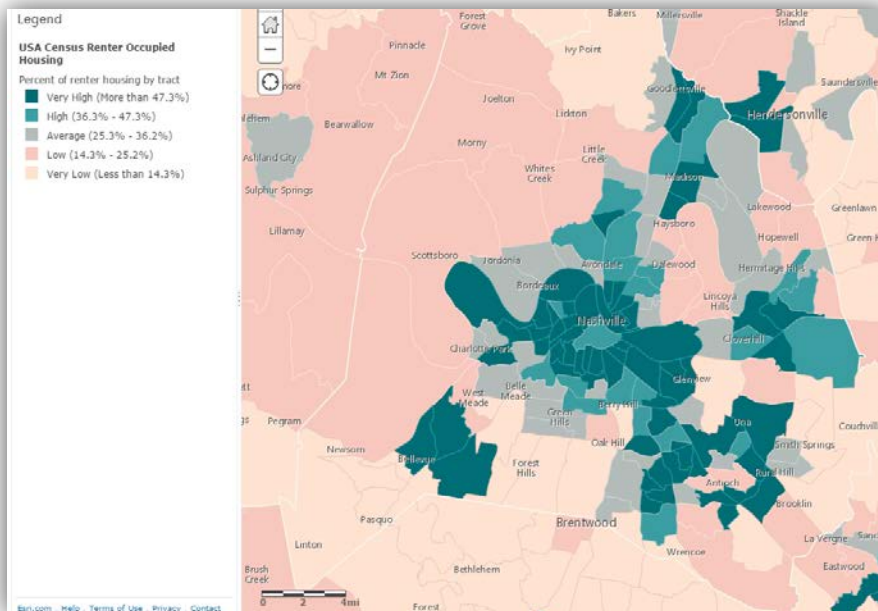 Legend
USA Census Renter Occupied
Housing
Percent of renter housing by tract
Very High (More than 47.3%)
High (36.3% - 47.3%)
Average (25.3% - 36.2%)
Low (14.3% - 25.2%)
Very Low (Less than 14.3%)
Esri.com . Help . Terms of Use . Privacy . Contact
Forest
Grove
Bakers
Millersville
Shackle
Island
Pinnacle
Ivy Point
Mt Zion
Goodlettsville
Saundersville
Joelton
Hendersonville
Bearwallow
Lickton
Ashland City
Morny
Little
Creek
Whites
Creek
Madison
Sulphur Springs
Lakewood
Greenlawn
Lillamay
Haysboro
Hopewell
Green
Scottsboro
Jordonia
Avondale
Dalewood
Hermitage Hills
Bordeaux
Lincoya
Hills
Nashville
Charlotte Park
Cloverhill
Glenview
West
Meade
Belle
Meade
Berry Hill
Green
Hills
Pegram
Una
Couchville
Newsom
Bellevue
Oak Hill
Smith Springs
Forest
Hills
Antioch
Rural Hill
Brooklin
Pasquo
Brentwood
Linton
La Vergne
Wrencoe
Eastwood
Brush
Creek
Bethlehem
Forest
0 2 4mi